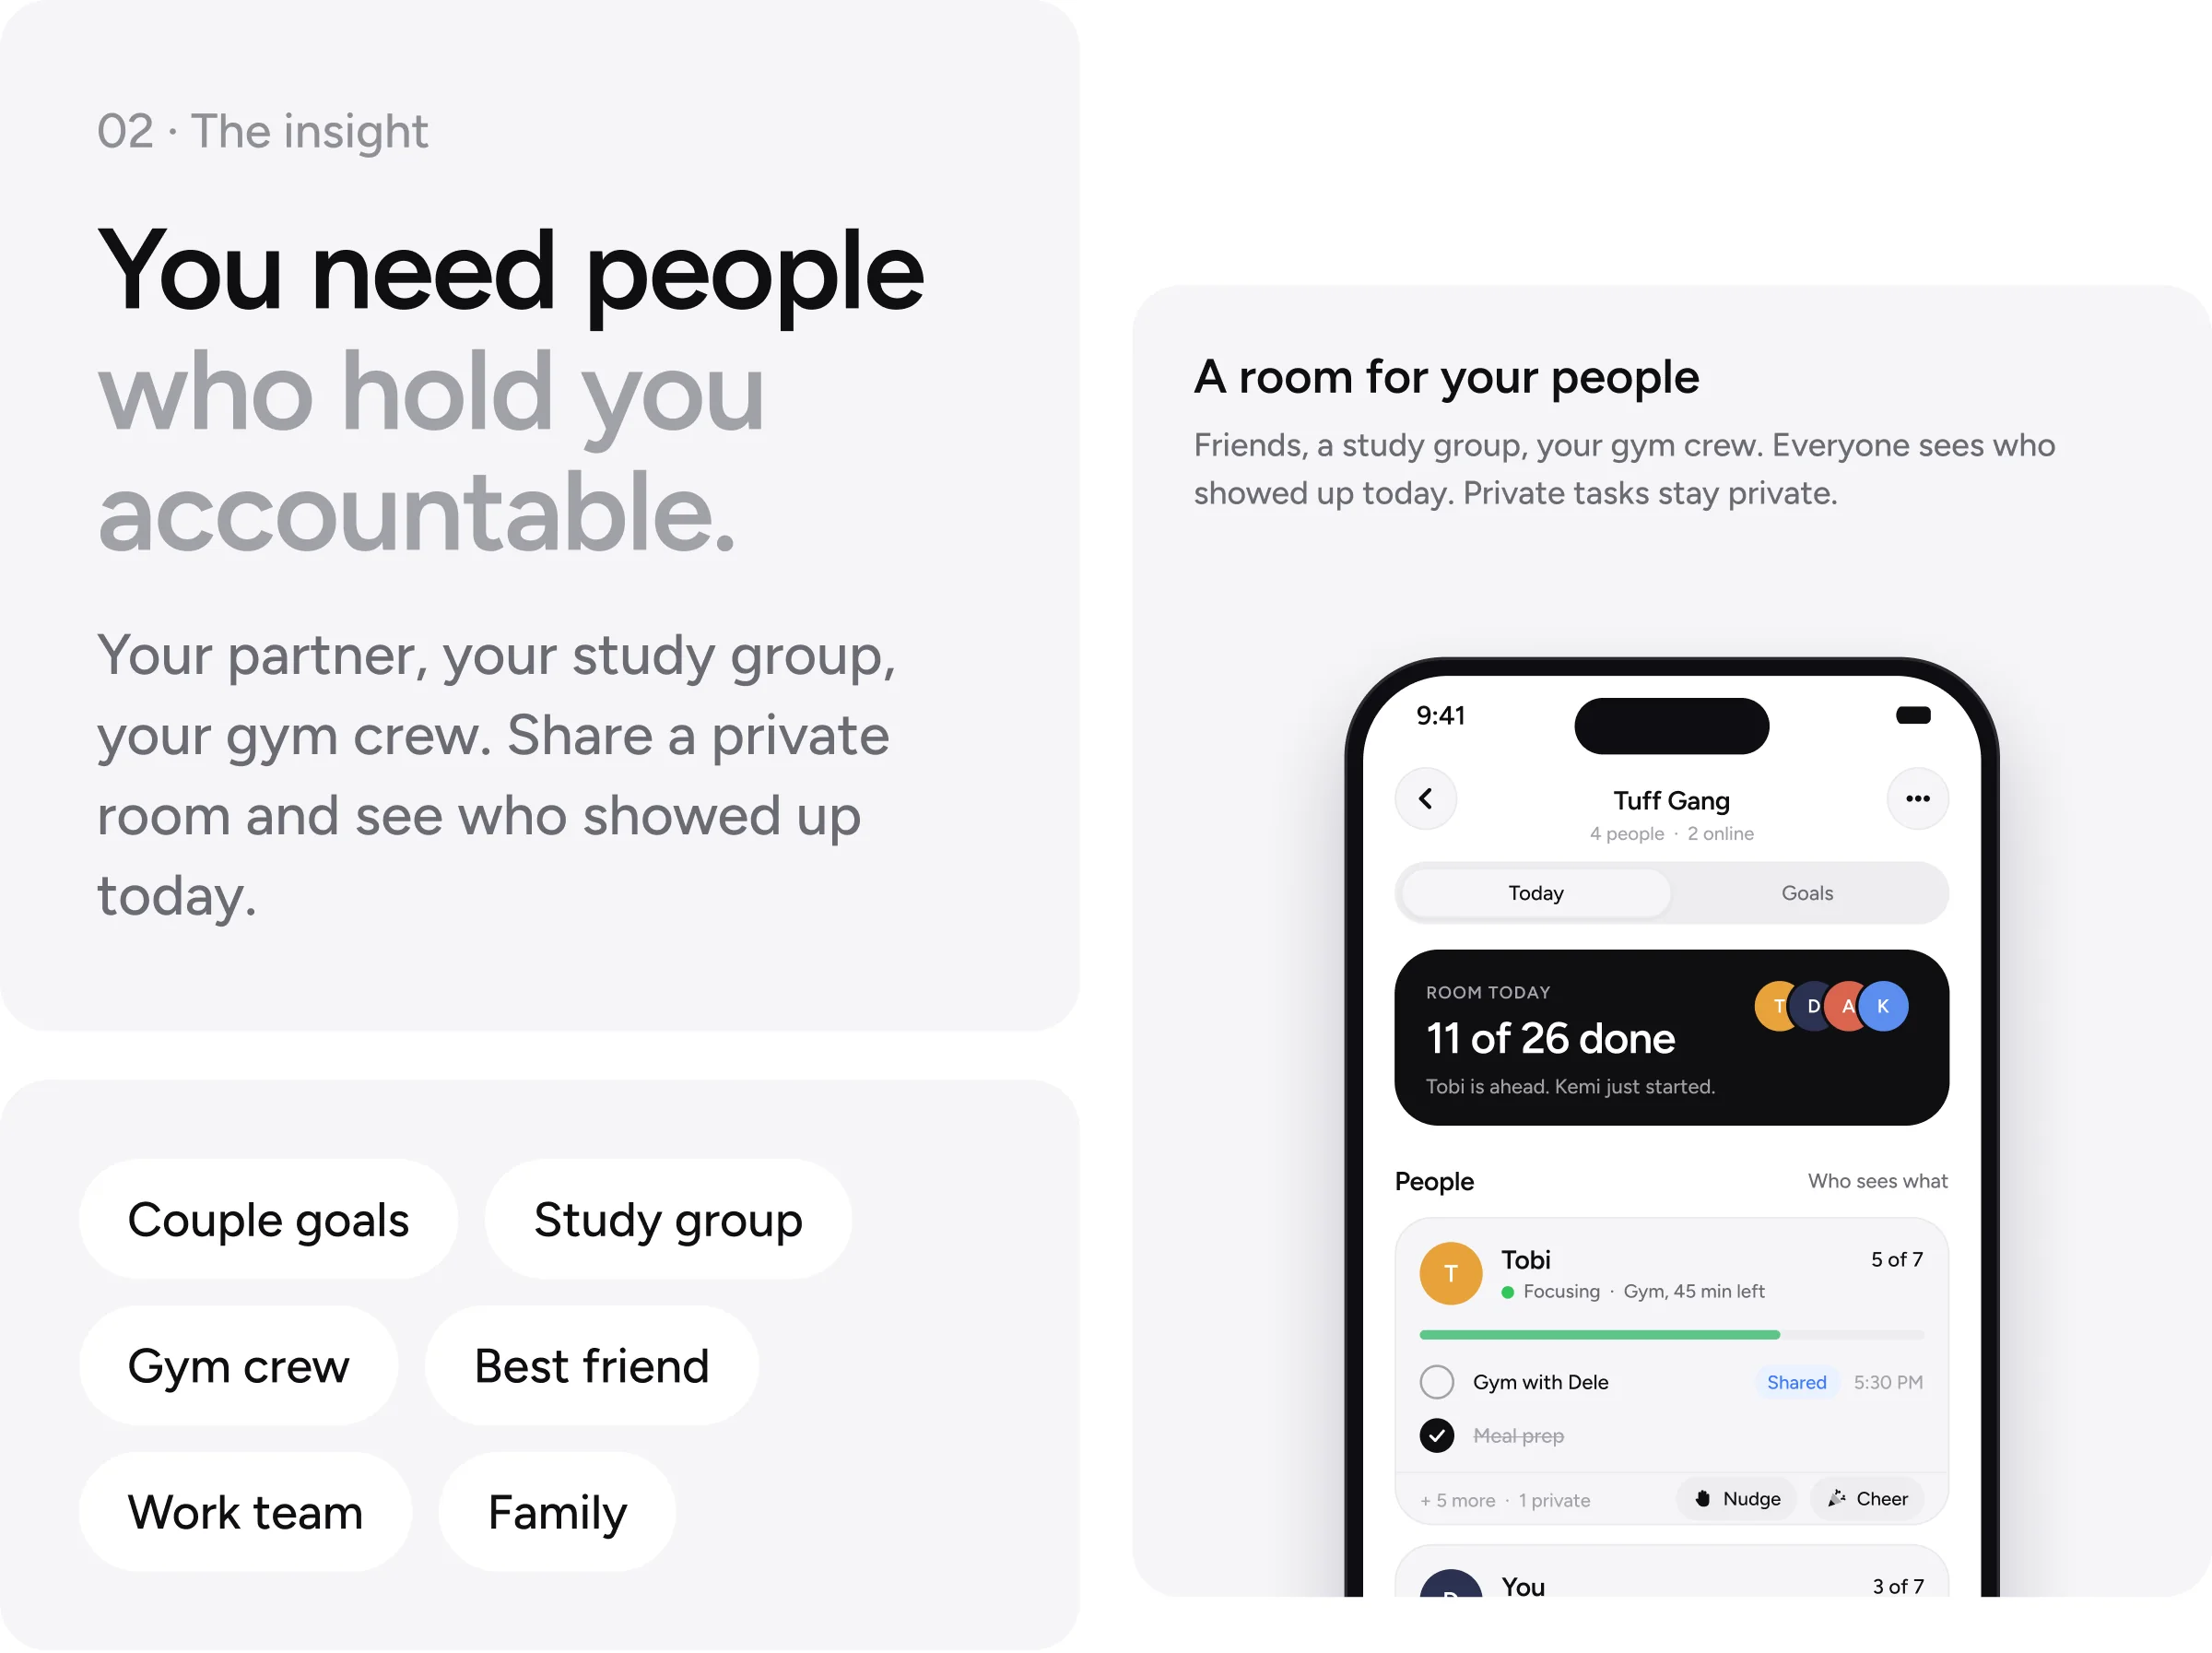 02 · The insight
You need people
who hold you
accountable.
Your partner, your study group,
your gym crew. Share a private
room and see who showed up
today.
Couple goals
Study group
Gym crew
Best friend
Work team
Family
A room for your people
Friends, a study group, your gym crew. Everyone sees who
showed up today. Private tasks stay private.
9:41
Tuff Gang
4 people · 2 online
Today
Goals
ROOM TODAY
11 of 26 done
Tobi is ahead. Kemi just started.
T D A K
People
Who sees what
T
Tobi
5 of 7
Focusing · Gym, 45 min left
Gym with Dele
Shared
5:30 PM
Meal prep
+ 5 more · 1 private
Nudge
Cheer
You
3 of 7